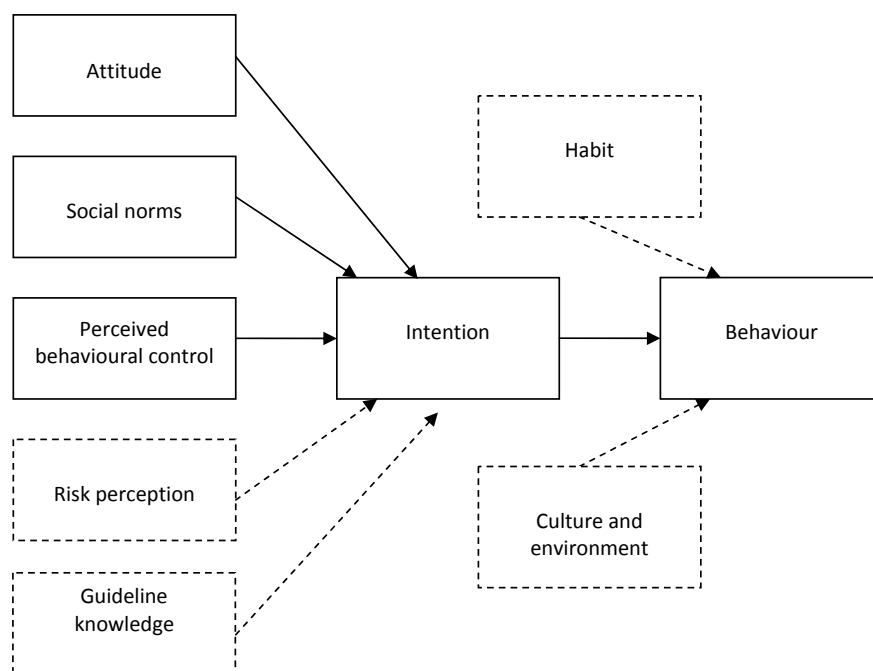 Attitude
Social norms
Perceived
behavioural control
Risk perception
Guideline
knowledge
Intention
Habit
Culture and
environment
Behaviour